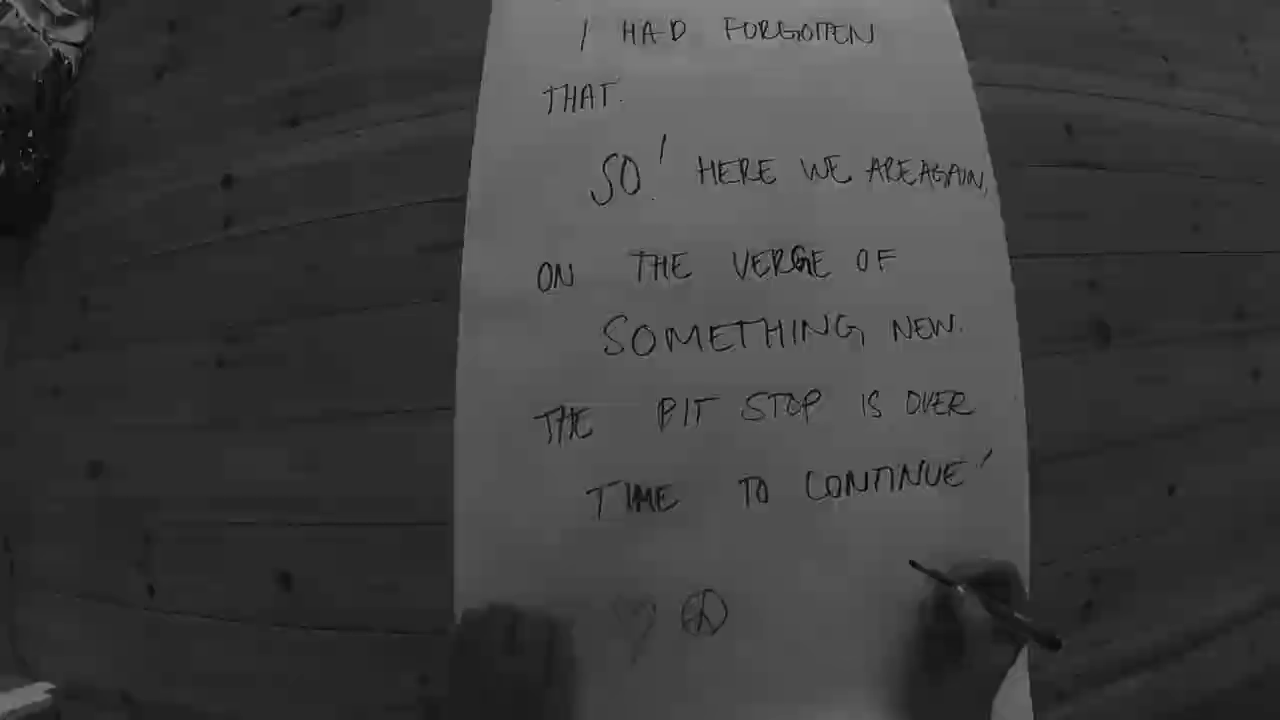 I HAD FORGOTTEN
THAT.
SO! HERE WE ARE AGAIN,
ON THE VERGE OF
SOMETHING NEW.
THE PIT STOP IS OVER
TIME TO CONTINUE!